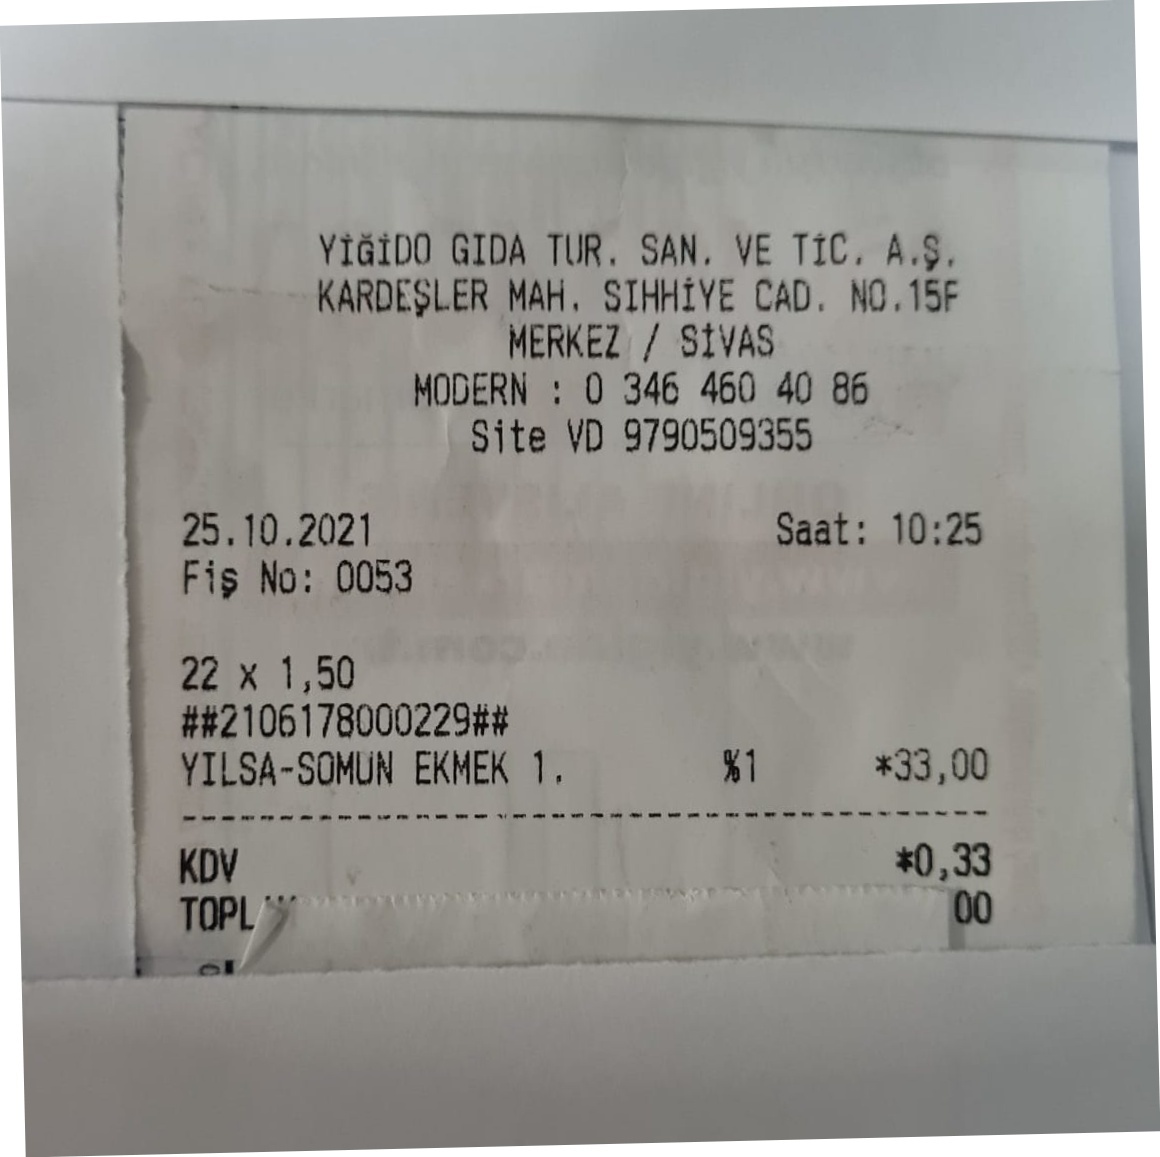 YİĞİDO GIDA TUR. SAN. VE TİC. A.Ş.
KARDEŞLER MAH. SIHHİYE CAD. NO.15F
MERKEZ / SİVAS
MODERN : 0 346 460 40 86
Site VD 9790509355
25.10.2021 Saat: 10:25
Fiş No: 0053
22 x 1,50
##2106178000229##
YILSA-SOMUN EKMEK 1. %1 *33,00
KDV *0,33
TOPL 00